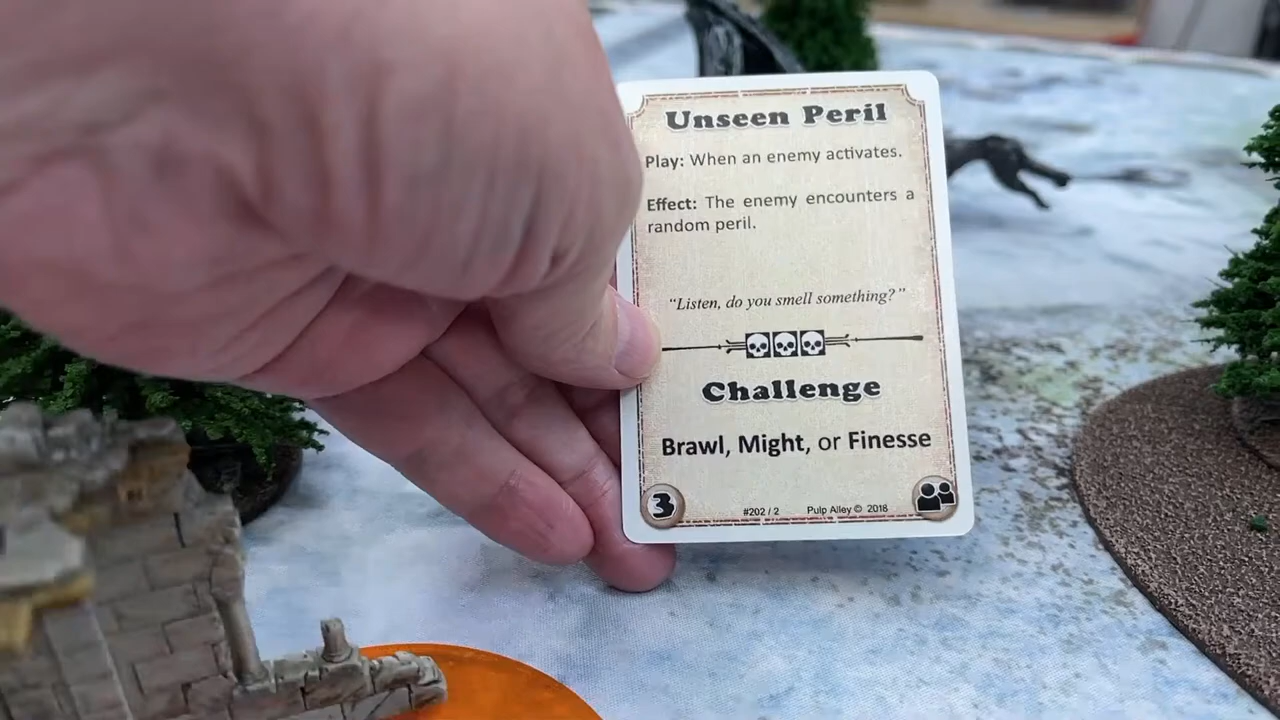 Unseen Peril
Play: When an enemy activates.
Effect: The enemy encounters a
random peril.
“Listen, do you smell something?”
Challenge
Brawl, Might, or Finesse
3
#202 / 2 Pulp Alley © 2018